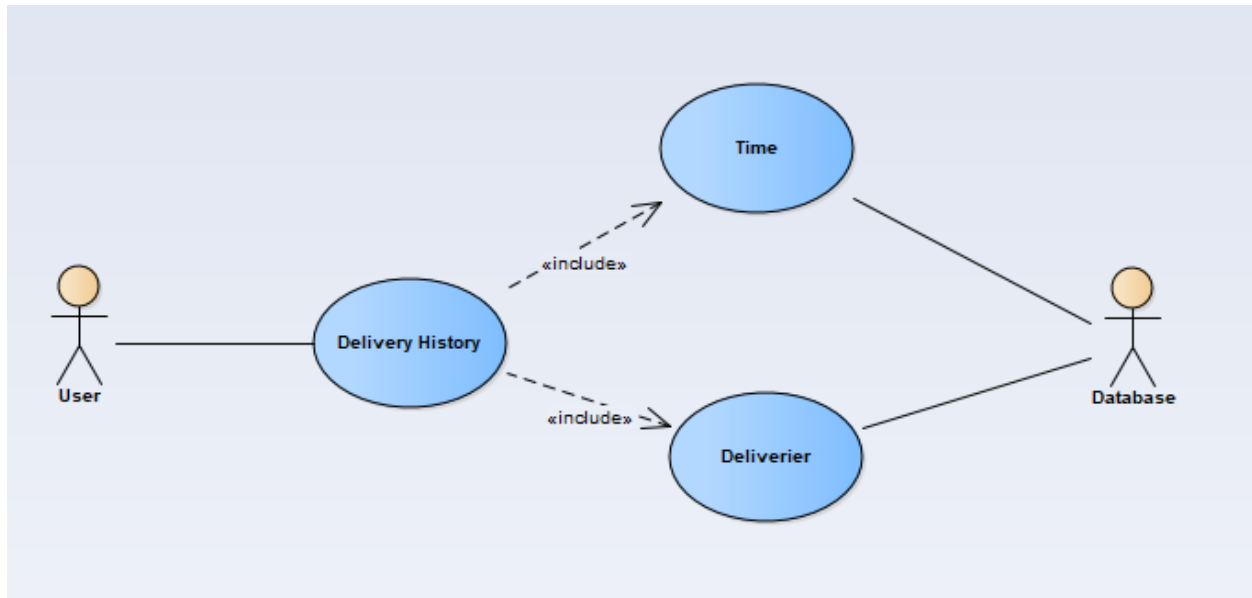 Time
«include»
Delivery History
User
Database
«include»
Deliverier